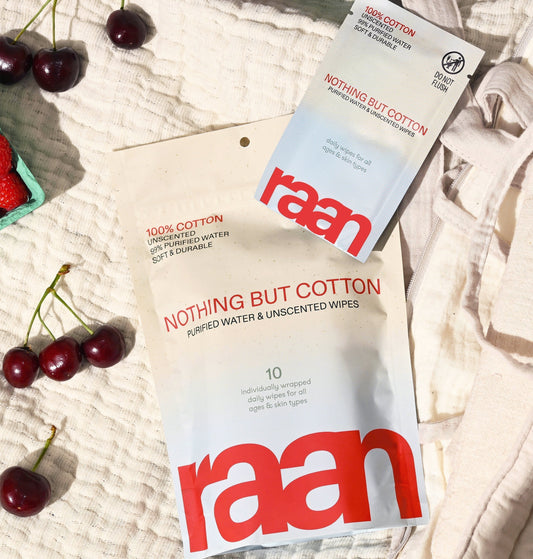 100% COTTON
UNSCENTED
99% PURIFIED WATER
SOFT & DURABLE
DO NOT
FLUSH
NOTHING BUT COTTON
PURIFIED WATER & UNSCENTED WIPES
daily wipes for all
ages & skin types
raan
100% COTTON
UNSCENTED
99% PURIFIED WATER
SOFT & DURABLE
NOTHING BUT COTTON
PURIFIED WATER & UNSCENTED WIPES
10
individually wrapped
daily wipes for all
ages & skin types
raan